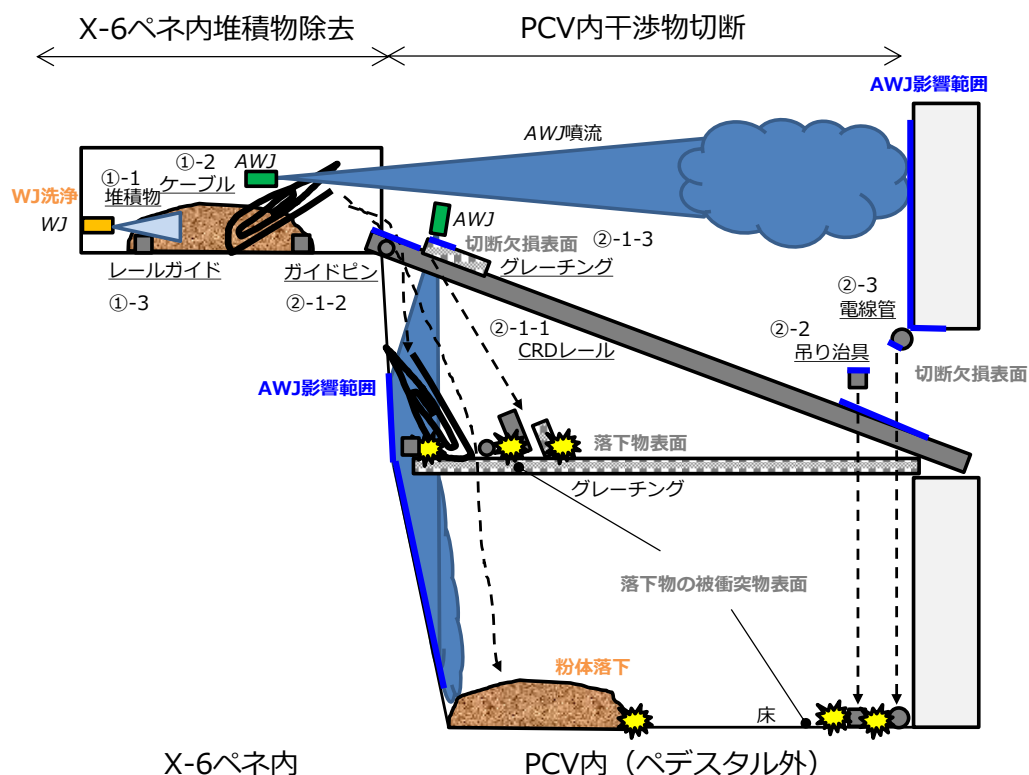 X-6ペネ内堆積物除去
PCV内干渉物切断
AWJ影響範囲
AWJ噴流
①-2
AWJ
ケーブル
①-1
堆積物
WJ洗浄
WJ
AWJ
切断欠損表面
②-1-3
グレーチング
レールガイド
①-3
ガイドピン
②-1-2
②-3
電線管
②-1-1
CRDレール
②-2
吊り治具
AWJ影響範囲
切断欠損表面
落下物表面
グレーチング
落下物の被衝突物表面
粉体落下
床
X-6ペネ内
PCV内（ペデスタル外）